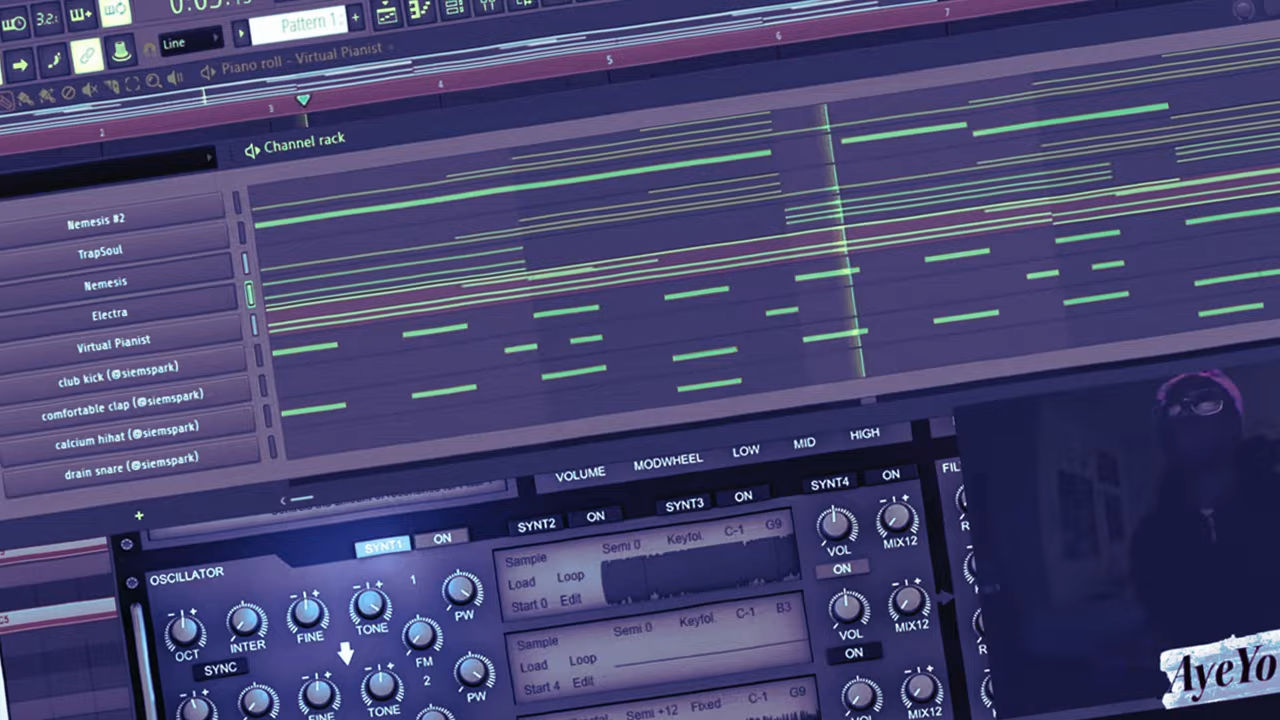 3.2:
Pattern 1
+
Line
Piano roll - Virtual Pianist
2
3
4
5
6
7
Channel rack
Nemesis #2
TrapSoul
Nemesis
Electra
Virtual Pianist
club kick (@siemspark)
comfortable clap (@siemspark)
calcium hihat (@siemspark)
drain snare (@siemspark)
+
VOLUME MODWHEEL LOW MID HIGH
SYNT1 ON SYNT2 ON SYNT3 ON SYNT4 ON
OSCILLATOR
OCT INTER FINE TONE 1 PW
SYNC
FM
2
PW
FINE TONE
Sample Semi 0 Keyfol. C-1 G9
Load Loop
Start 0 Edit
Sample Semi 0 Keyfol. C-1 B3
Load Loop
Start 4 Edit
Semi +12 Fixed C-1 G9
VOL MIX12
ON
VOL MIX12
ON
MIX12
FIL
C5
AyeYo